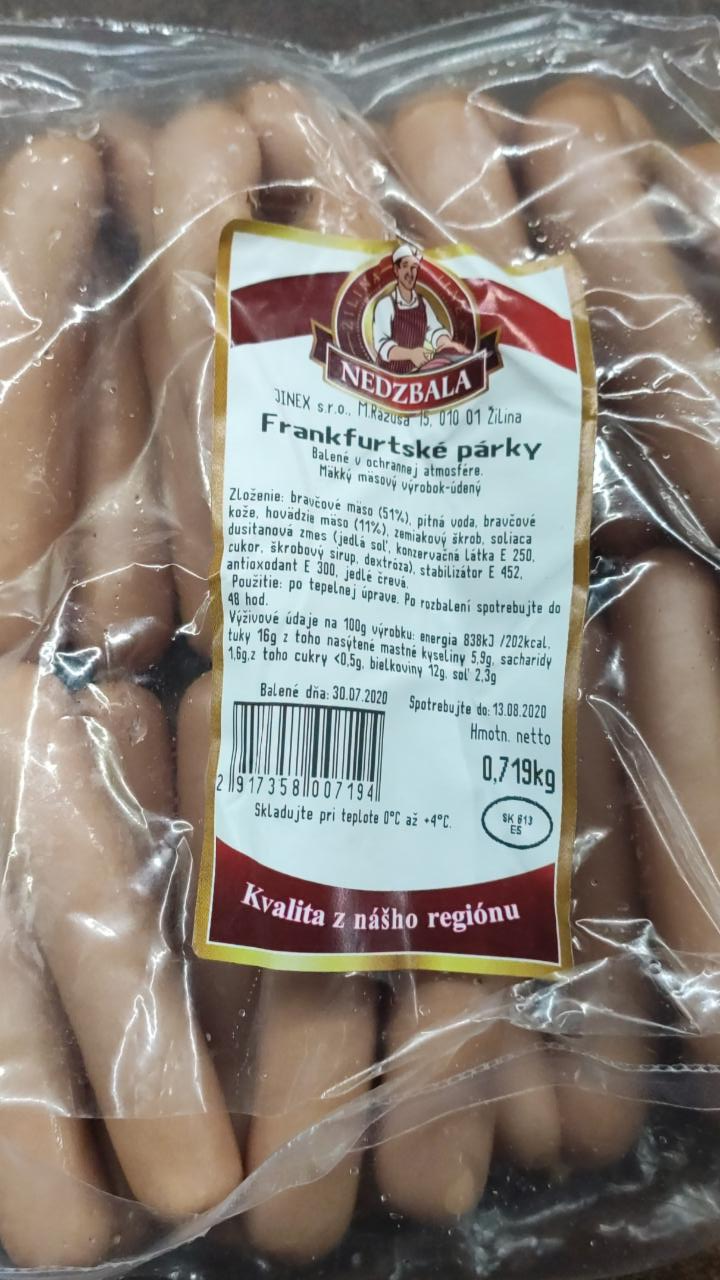 ŽILINA
NEDZBALA
JINEX s.r.o., M.Rázusa 15, 010 01 Žilina
Frankfurtské párky
Balené v ochrannej atmosfére.
Mäkký mäsový výrobok-údený
Zloženie: bravčové mäso (51%), pitná voda, bravčové
kože, hovädzie mäso (11%), zemiakový škrob, soliaca
dusitanová zmes (jedlá soľ, konzervačná látka E 250,
cukor, škrobový sirup, dextróza), stabilizátor E 452,
antioxodant E 300, jedlé črevá.
Použitie: po tepelnej úprave. Po rozbalení spotrebujte do
48 hod.
Výživové údaje na 100g výrobku: energia 838kJ /202kcal,
tuky 16g z toho nasýtené mastné kyseliny 5,9g, sacharidy
1,6g,z toho cukry <0,5g, bielkoviny 12g, soľ 2,3g
Balené dňa: 30.07.2020
Spotrebujte do: 13.08.2020
Hmotn. netto
0,719kg
2 917358 007194
Skladujte pri teplote 0°C až +4°C.
SK 613
ES
Kvalita z nášho regiónu